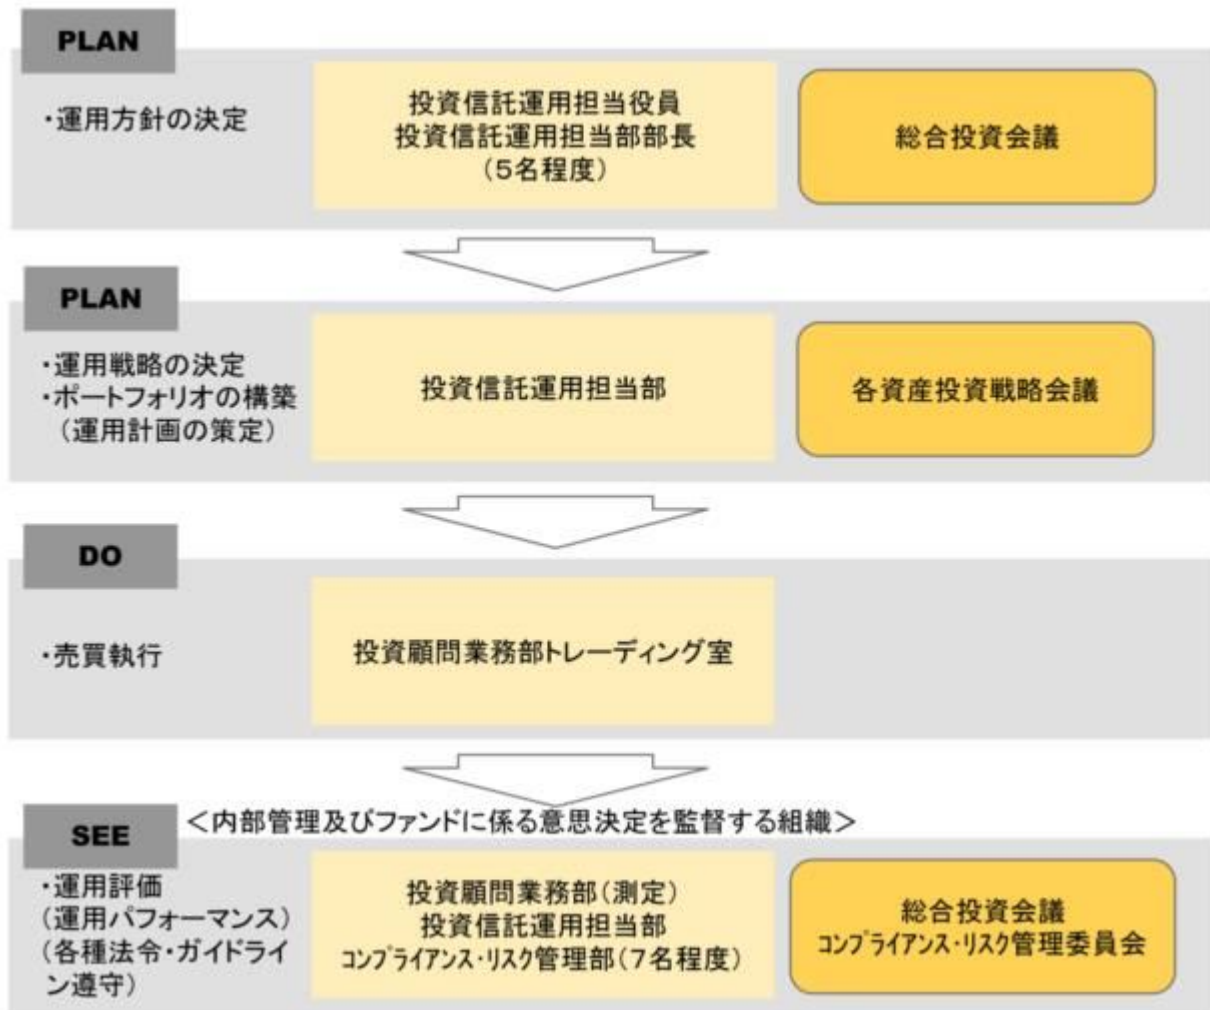 PLAN
・運用方針の決定
投資信託運用担当役員
投資信託運用担当部部長
(5名程度)
総合投資会議
PLAN
・運用戦略の決定
・ポートフォリオの構築
(運用計画の策定)
投資信託運用担当部
各資産投資戦略会議
DO
・売買執行
投資顧問業務部トレーディング室
SEE
<内部管理及びファンドに係る意思決定を監督する組織>
・運用評価
(運用パフォーマンス)
(各種法令・ガイドライ
ン遵守)
投資顧問業務部(測定)
投資信託運用担当部
コンプライアンス・リスク管理部(7名程度)
総合投資会議
コンプライアンス・リスク管理委員会